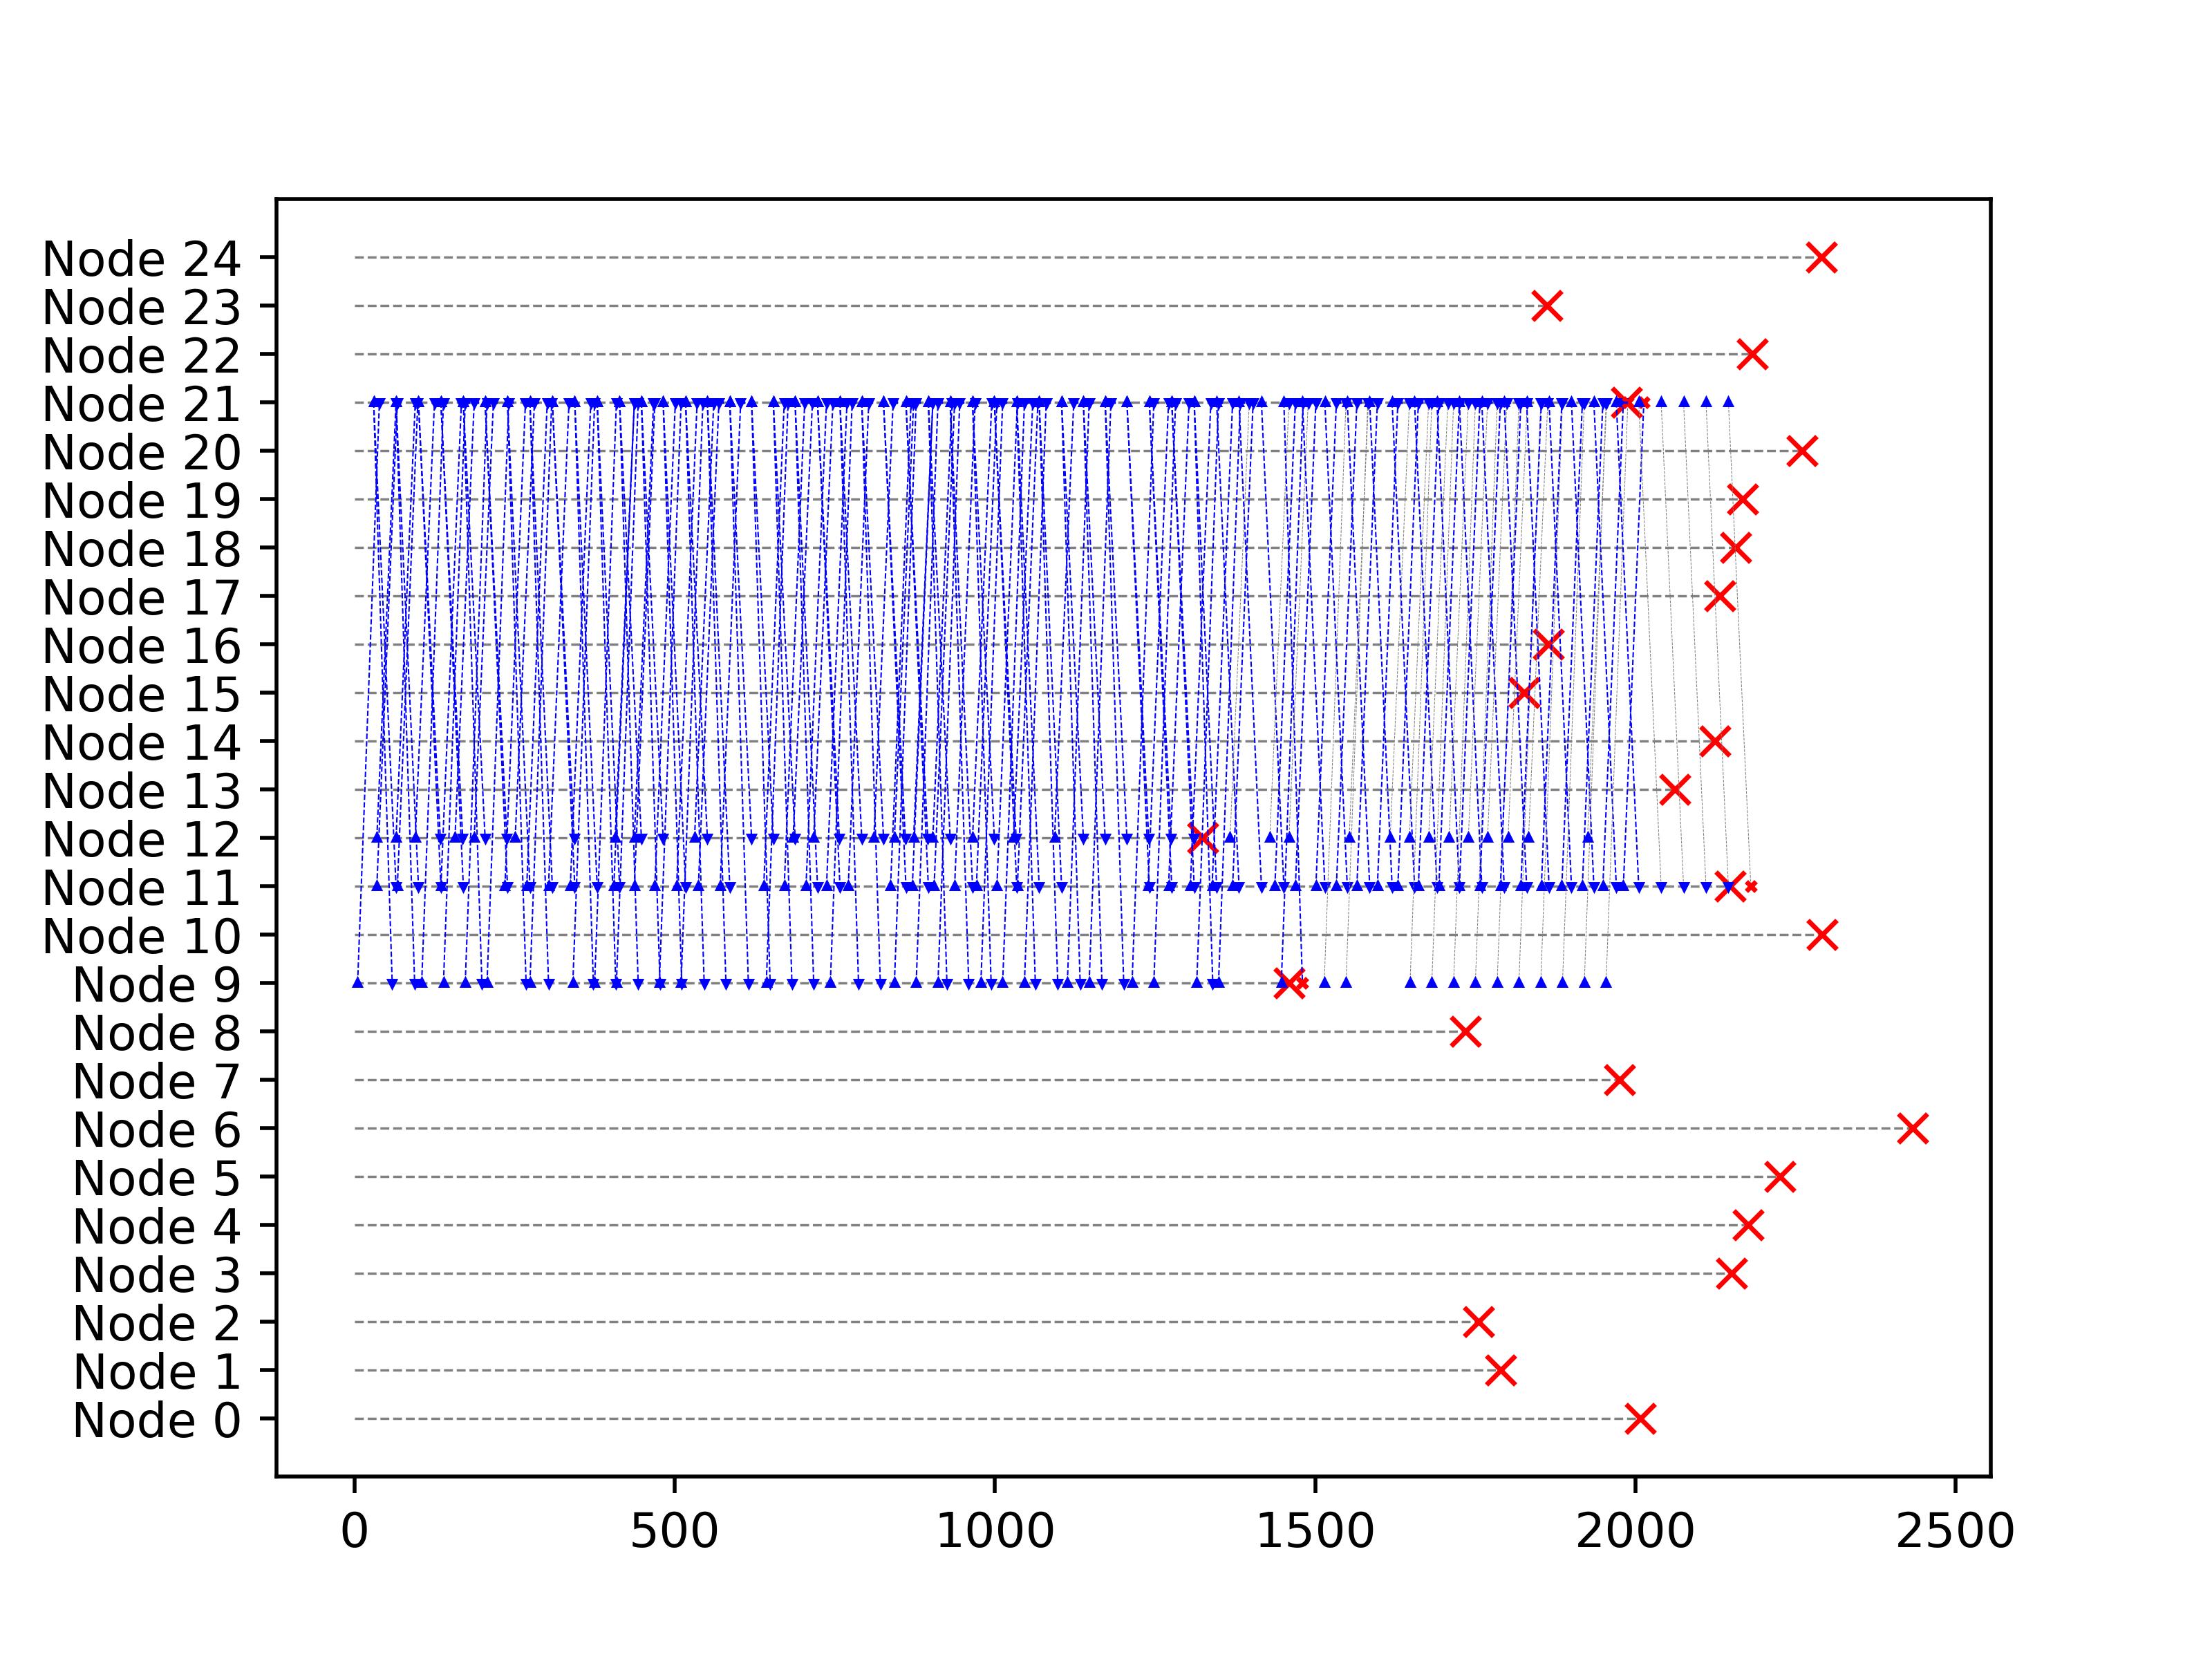 Node 24
Node 23
Node 22
Node 21
Node 20
Node 19
Node 18
Node 17
Node 16
Node 15
Node 14
Node 13
Node 12
Node 11
Node 10
Node 9
Node 8
Node 7
Node 6
Node 5
Node 4
Node 3
Node 2
Node 1
Node 0
0 500 1000 1500 2000 2500